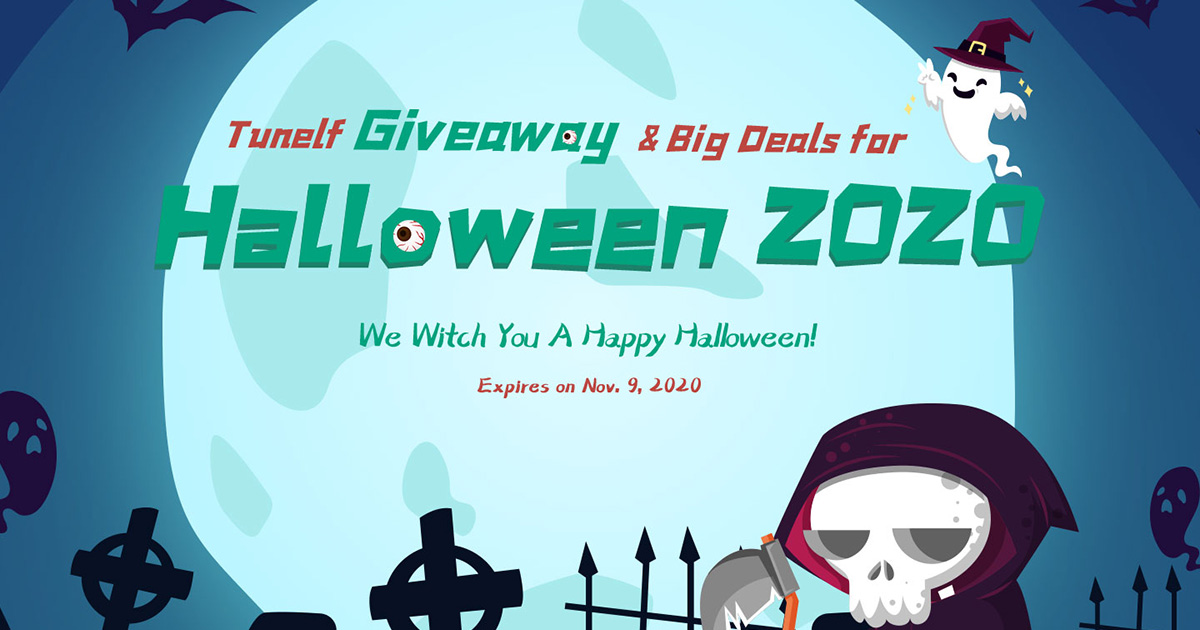 Tunelf Giveaway & Big Deals for
Halloween 2020
We Witch You A Happy Halloween!
Expires on Nov. 9, 2020